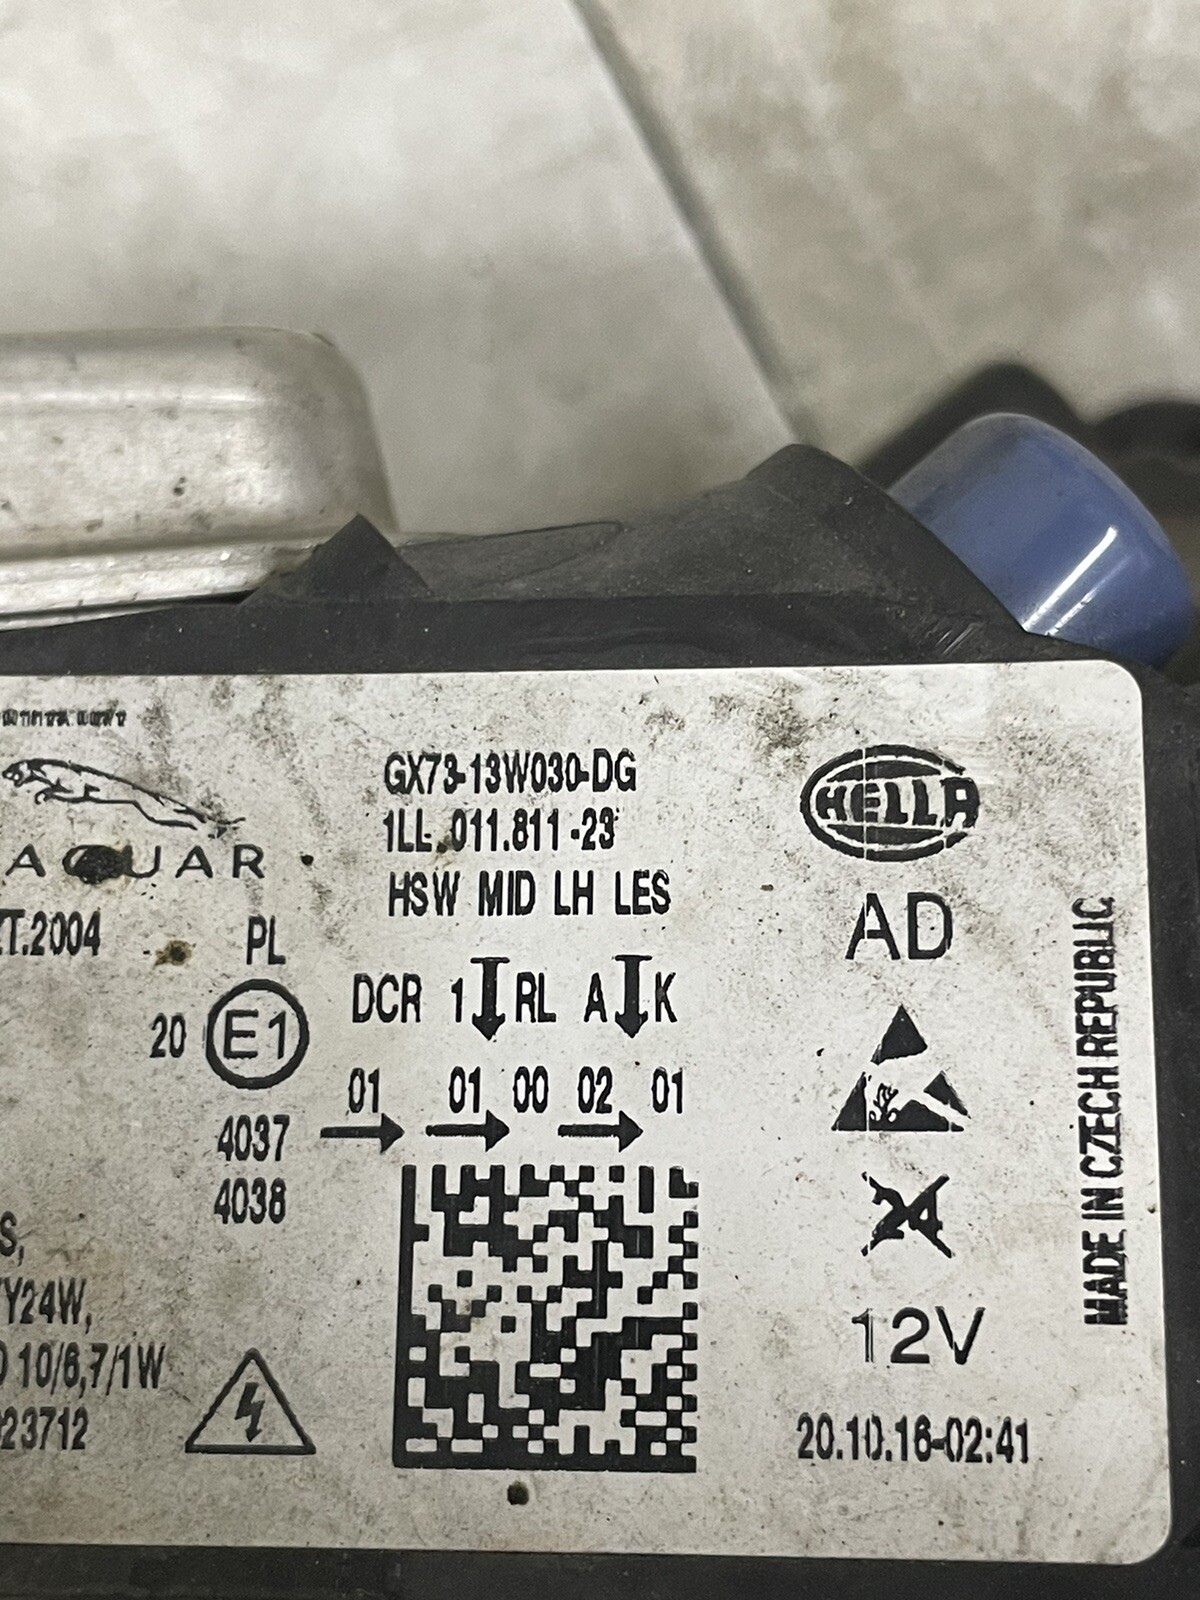 GX73-13W030-DG
1LL.011.811-23
HSW MID LH LES
HELLA
AD
AGUAR
T.2004
PL
20 E1
DCR 1 RL A K
01 01 00 02 01
4037
4038
S,
Y24W,
10/6,7/1W
23712
12V
20.10.16-02:41
MADE IN CZECH REPUBLIC